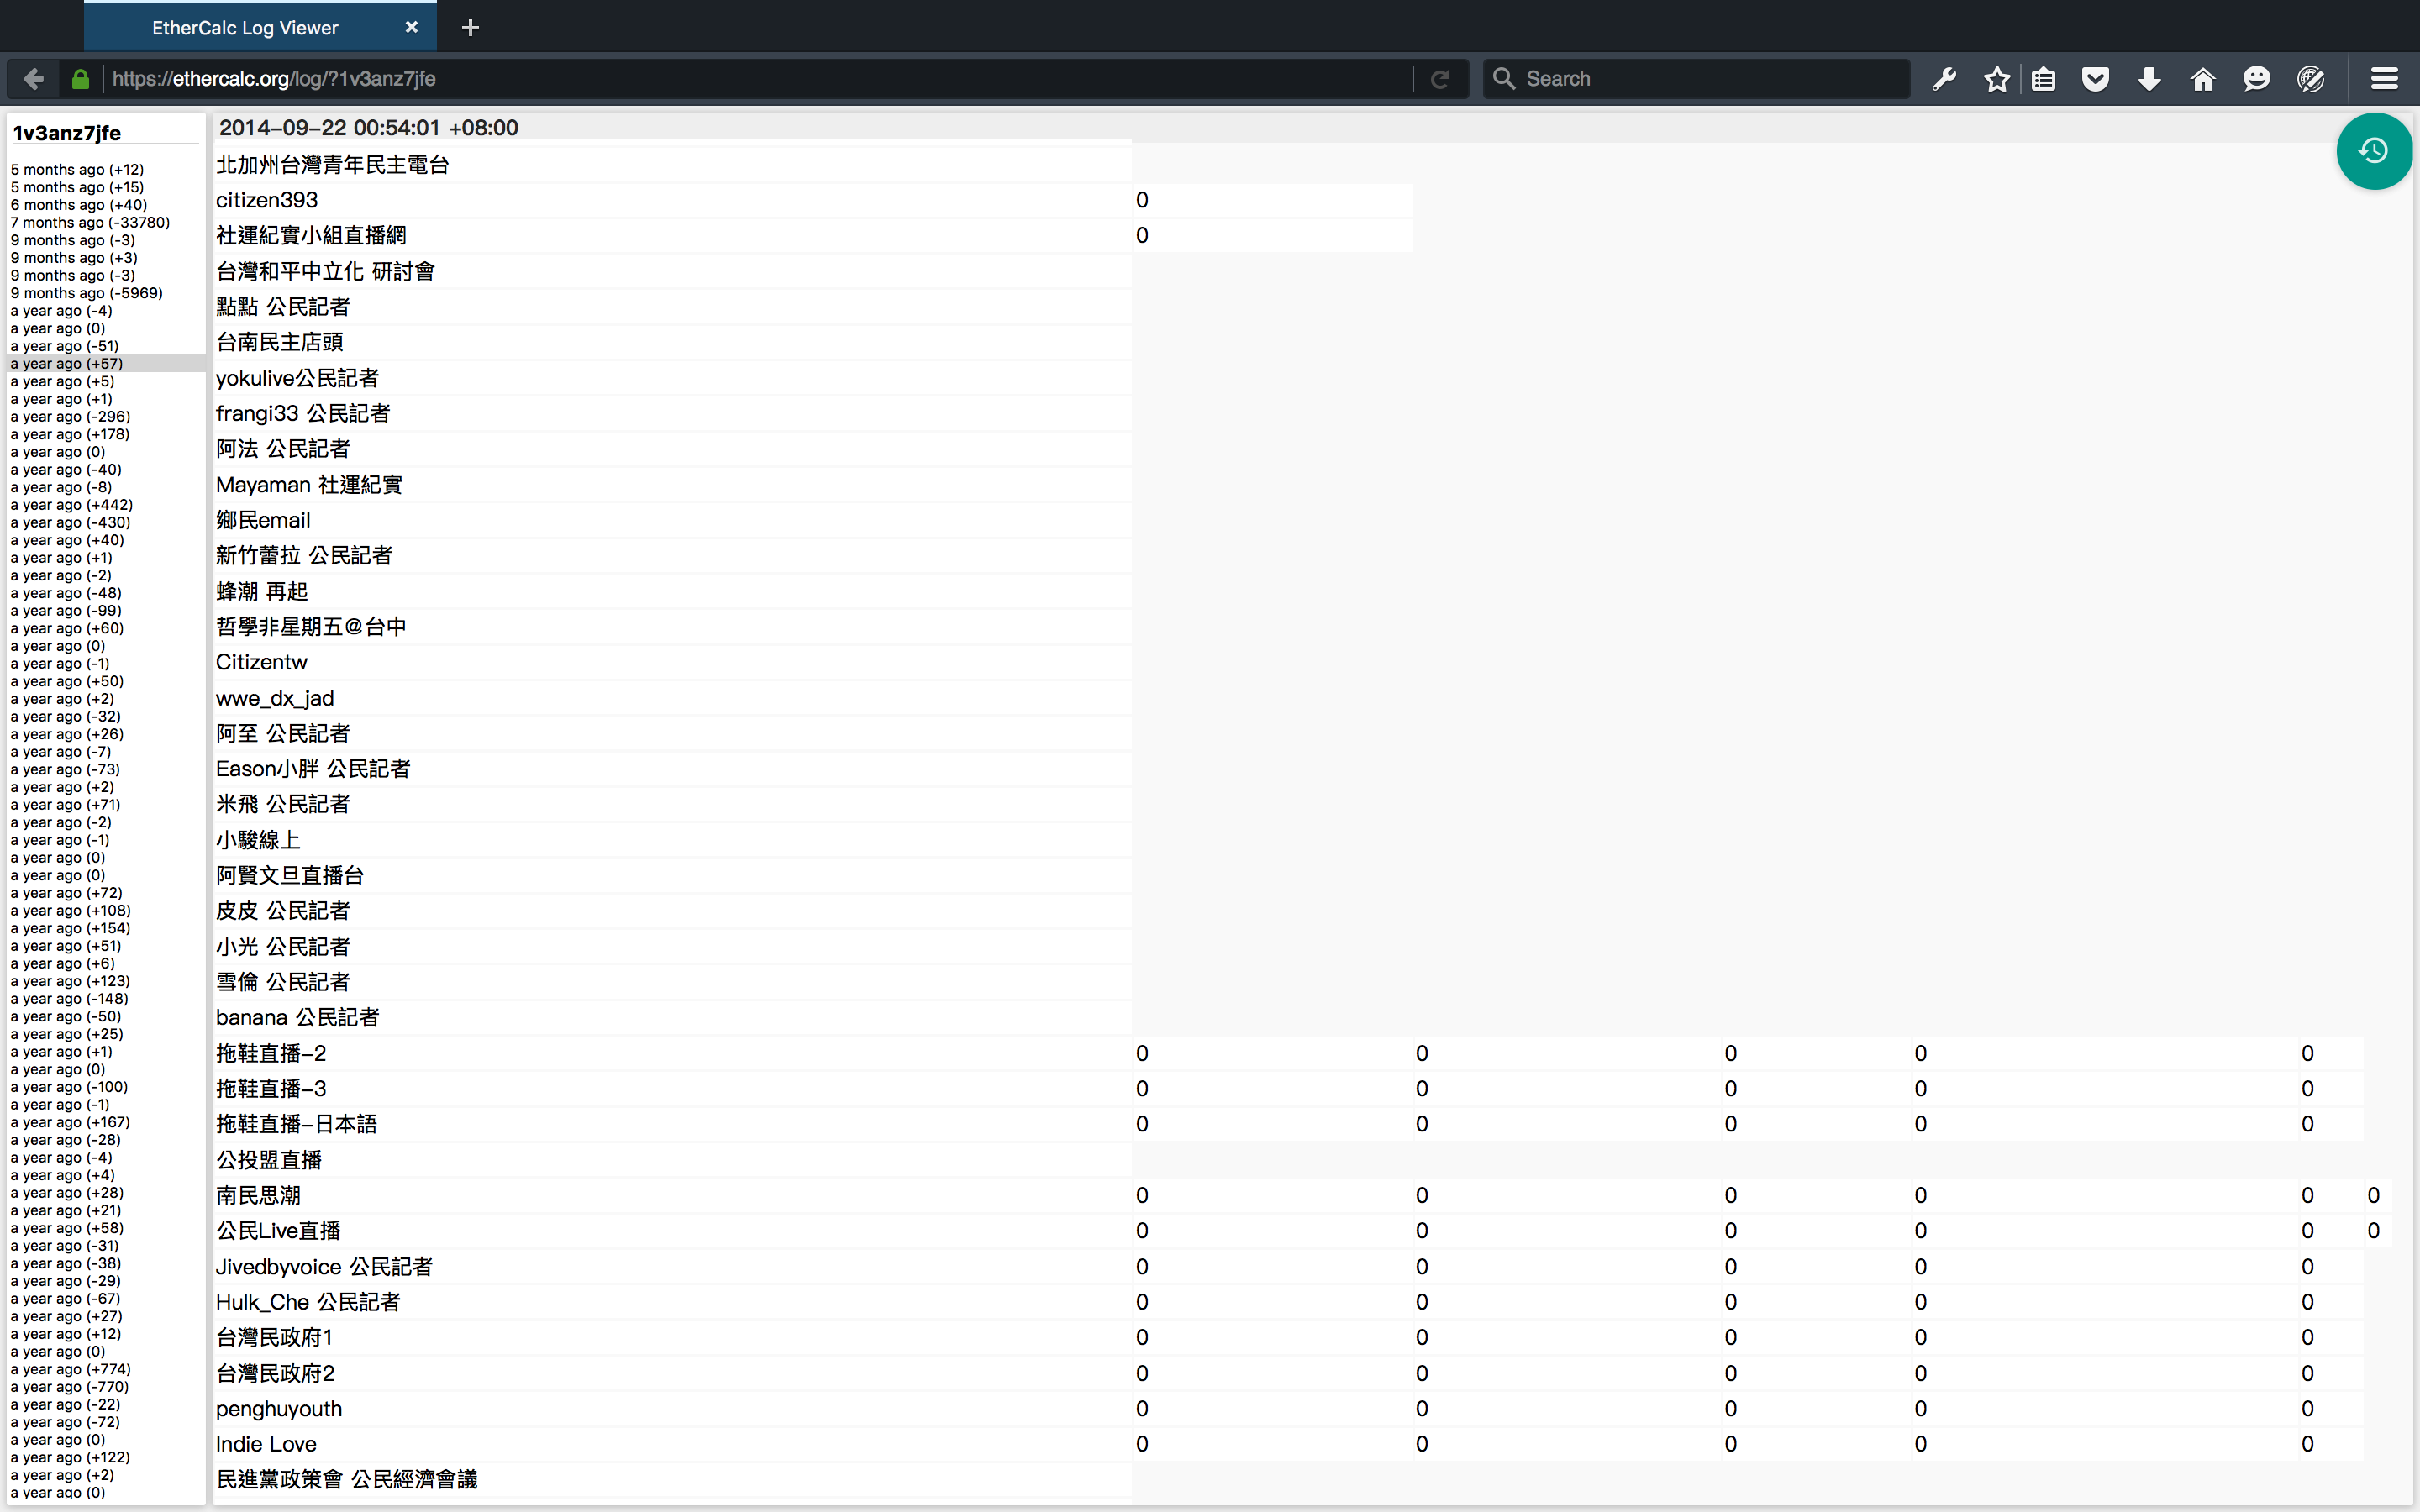 EtherCalc Log Viewer
https://ethercalc.org/log/?1v3anz7jfe
Search
1v3anz7jfe
5 months ago (+12)
5 months ago (+15)
6 months ago (+40)
7 months ago (-33780)
9 months ago (-3)
9 months ago (+3)
9 months ago (-3)
9 months ago (-5969)
a year ago (-4)
a year ago (0)
a year ago (-51)
a year ago (+57)
a year ago (+5)
a year ago (+1)
a year ago (-296)
a year ago (+178)
a year ago (0)
a year ago (-40)
a year ago (-8)
a year ago (+442)
a year ago (-430)
a year ago (+40)
a year ago (+1)
a year ago (-2)
a year ago (-48)
a year ago (-99)
a year ago (+60)
a year ago (0)
a year ago (-1)
a year ago (+50)
a year ago (+2)
a year ago (-32)
a year ago (+26)
a year ago (-7)
a year ago (-73)
a year ago (+2)
a year ago (+71)
a year ago (-2)
a year ago (-1)
a year ago (0)
a year ago (0)
a year ago (+72)
a year ago (+108)
a year ago (+154)
a year ago (+51)
a year ago (+6)
a year ago (+123)
a year ago (-148)
a year ago (-50)
a year ago (+25)
a year ago (+1)
a year ago (0)
a year ago (-100)
a year ago (-1)
a year ago (+167)
a year ago (-28)
a year ago (-4)
a year ago (+4)
a year ago (+28)
a year ago (+21)
a year ago (+58)
a year ago (-31)
a year ago (-38)
a year ago (-29)
a year ago (-67)
a year ago (+27)
a year ago (+12)
a year ago (0)
a year ago (+774)
a year ago (-770)
a year ago (-22)
a year ago (-72)
a year ago (0)
a year ago (+122)
a year ago (+2)
a year ago (0)
2014-09-22 00:54:01 +08:00
北加州台灣青年民主電台
citizen393 0
社運紀實小組直播網 0
台灣和平中立化 研討會
點點 公民記者
台南民主店頭
yokulive公民記者
frangi33 公民記者
阿法 公民記者
Mayaman 社運紀實
鄉民email
新竹蕾拉 公民記者
蜂潮 再起
哲學非星期五@台中
Citizentw
wwe_dx_jad
阿至 公民記者
Eason小胖 公民記者
米飛 公民記者
小駿線上
阿賢文旦直播台
皮皮 公民記者
小光 公民記者
雪倫 公民記者
banana 公民記者
拖鞋直播-2 0 0 0 0 0
拖鞋直播-3 0 0 0 0 0
拖鞋直播-日本語 0 0 0 0 0
公投盟直播
南民思潮 0 0 0 0 0 0
公民Live直播 0 0 0 0 0 0
Jivedbyvoice 公民記者 0 0 0 0 0
Hulk_Che 公民記者 0 0 0 0 0
台灣民政府1 0 0 0 0 0
台灣民政府2 0 0 0 0 0
penghuyouth 0 0 0 0 0
Indie Love 0 0 0 0 0
民進黨政策會 公民經濟會議